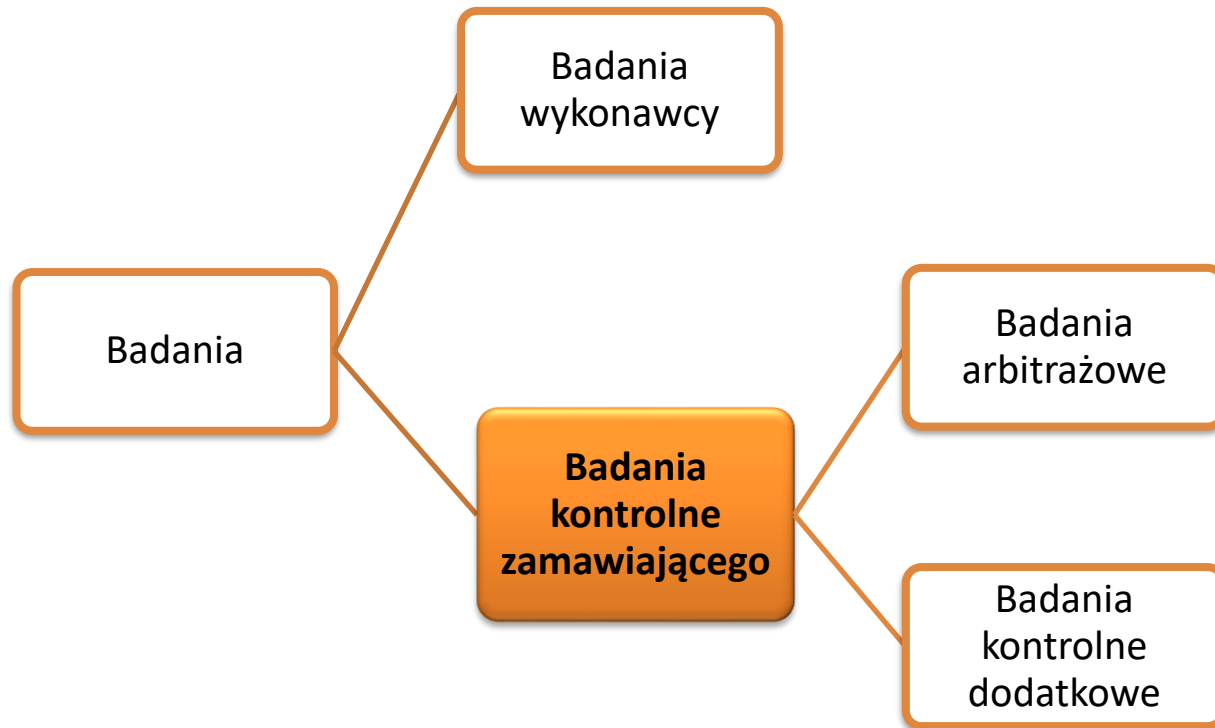 Badania
wykonawcy
Badania
Badania
arbitrażowe
Badania
kontrolne
zamawiającego
Badania
kontrolne
dodatkowe